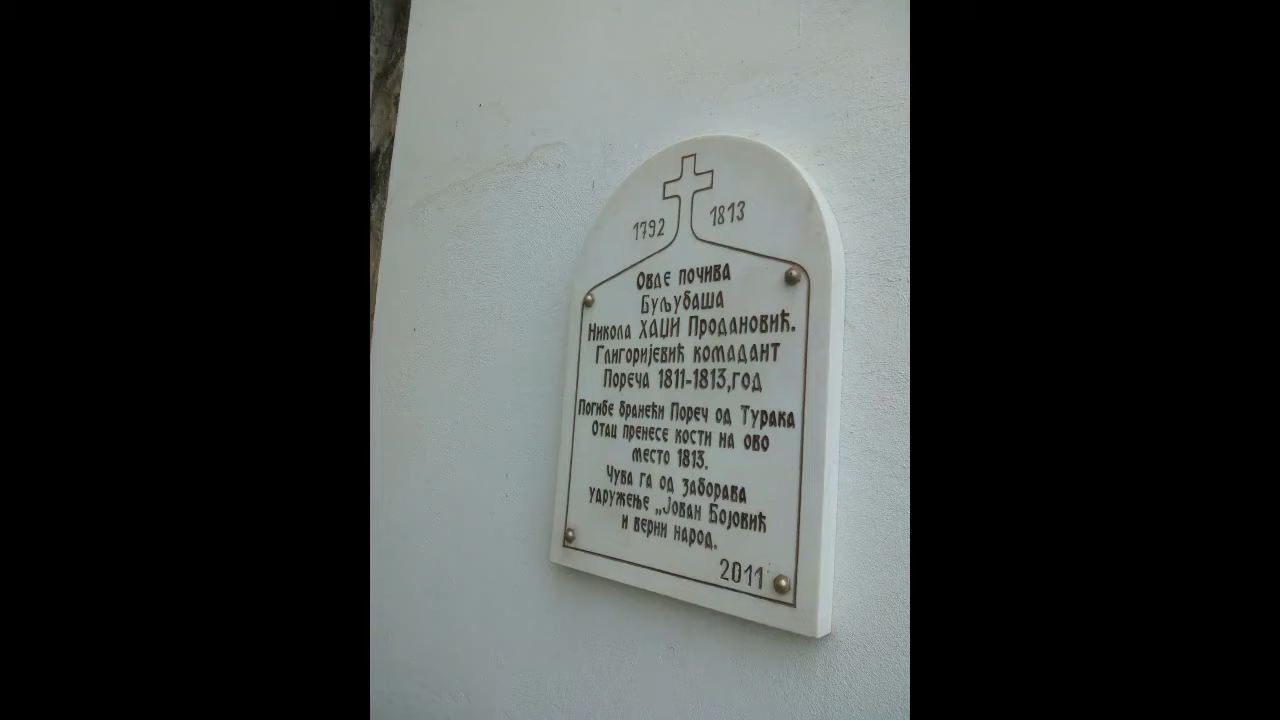 1792 1813
Овде почива
Буљубаша
Никола ХАЏИ Продановић.
Глигоријевић комадант
Пореча 1811-1813,год
Погибе бранећи Пореч од Турака
Отац пренесе кости на ово
место 1813.
Чува га од заборава
удружење „Јован Бојовић
и верни народ.
2011